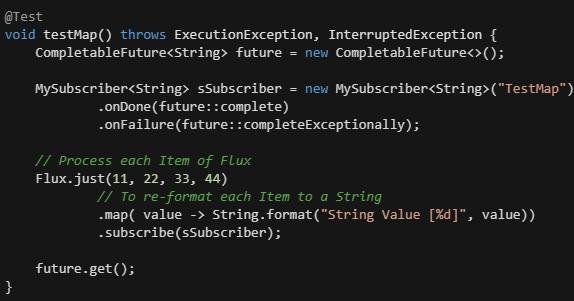 @Test
void testMap() throws ExecutionException, InterruptedException {
    CompletableFuture<String> future = new CompletableFuture<>();

    MySubscriber<String> sSubscriber = new MySubscriber<String>("TestMap")
            .onDone(future::complete)
            .onFailure(future::completeExceptionally);

    // Process each Item of Flux
    Flux.just(11, 22, 33, 44)
            // To re-format each Item to a String
            .map( value -> String.format("String Value [%d]", value))
            .subscribe(sSubscriber);

    future.get();
}